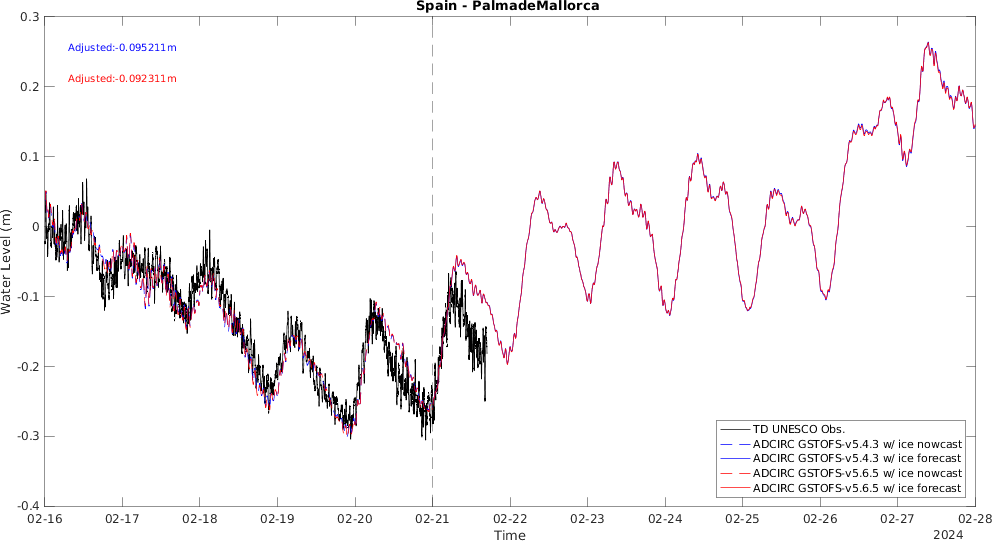 Spain - PalmadeMallorca
0.3
0.2
0.1
0
-0.1
-0.2
-0.3
-0.4
Water Level (m)
Adjusted:-0.095211m
Adjusted:-0.092311m
TD UNESCO Obs.
ADCIRC GSTOFS-v5.4.3 w/ ice nowcast
ADCIRC GSTOFS-v5.4.3 w/ ice forecast
ADCIRC GSTOFS-v5.6.5 w/ ice nowcast
ADCIRC GSTOFS-v5.6.5 w/ ice forecast
02-16 02-17 02-18 02-19 02-20 02-21 02-22 02-23 02-24 02-25 02-26 02-27 02-28
Time
2024